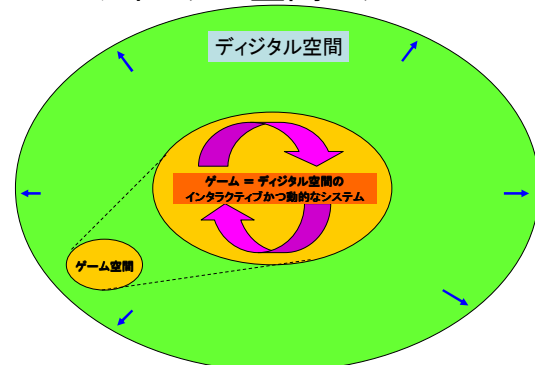 ディジタル空間
ゲーム = ディジタル空間の
インタラクティブかつ動的なシステム
ゲーム空間